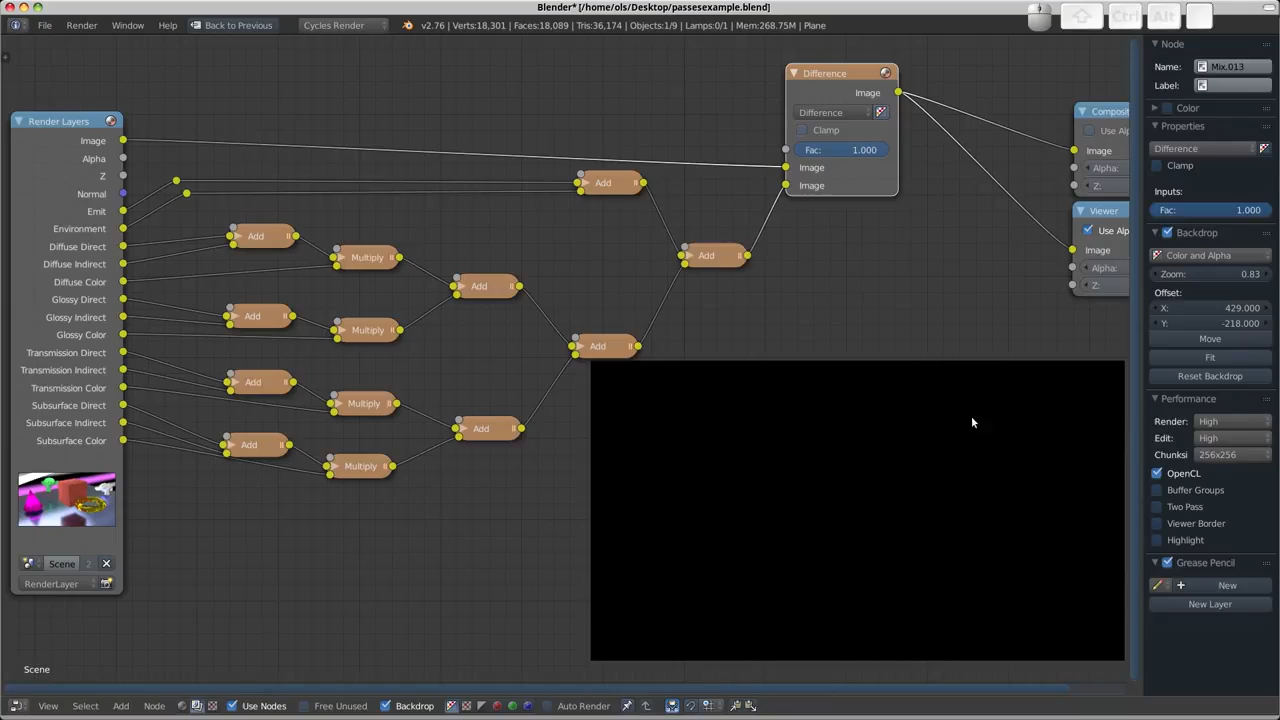 Blender* [/home/ols/Desktop/passesexample.blend]
File Render Window Help Back to Previous Cycles Render v2.76 | Verts:18,301 | Faces:18,089 | Tris:36,174 | Objects:1/9 | Lamps:0/1 | Mem:268.75M | Plane
Ctrl Alt
Render Layers
Image
Alpha
Z
Normal
Emit
Environment
Diffuse Direct
Diffuse Indirect
Diffuse Color
Glossy Direct
Glossy Indirect
Glossy Color
Transmission Direct
Transmission Indirect
Transmission Color
Subsurface Direct
Subsurface Indirect
Subsurface Color
Scene 2
RenderLayer
Add
Multiply
Add
Multiply
Add
Multiply
Add
Multiply
Add
Add
Add
Add
Add
Difference
Image
Difference
Clamp
Fac: 1.000
Image
Image
Composit
Use Alp
Image
Alpha:
Z:
Viewer
Use Alp
Image
Alpha:
Z:
Node
Name: Mix.013
Label:
Color
Properties
Difference
Clamp
Inputs:
Fac: 1.000
Backdrop
Color and Alpha
Zoom: 0.83
Offset:
X: 429.000
Y: -218.000
Move
Fit
Reset Backdrop
Performance
Render: High
Edit: High
Chunksi 256x256
OpenCL
Buffer Groups
Two Pass
Viewer Border
Highlight
Grease Pencil
New
New Layer
Scene
View Select Add Node Use Nodes Free Unused Backdrop Auto Render